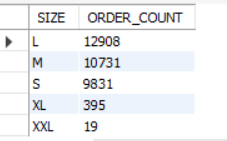 SIZE ORDER_COUNT
L 12908
M 10731
S 9831
XL 395
XXL 19